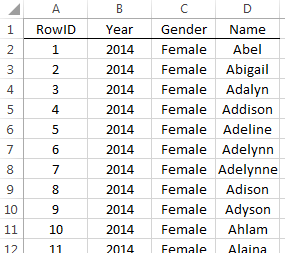 A B C D
1 RowID Year Gender Name
2 1 2014 Female Abel
3 2 2014 Female Abigail
4 3 2014 Female Adalyn
5 4 2014 Female Addison
6 5 2014 Female Adeline
7 6 2014 Female Adelynn
8 7 2014 Female Adelynne
9 8 2014 Female Adison
10 9 2014 Female Adyson
11 10 2014 Female Ahlam
12 11 2014 Female Alaina